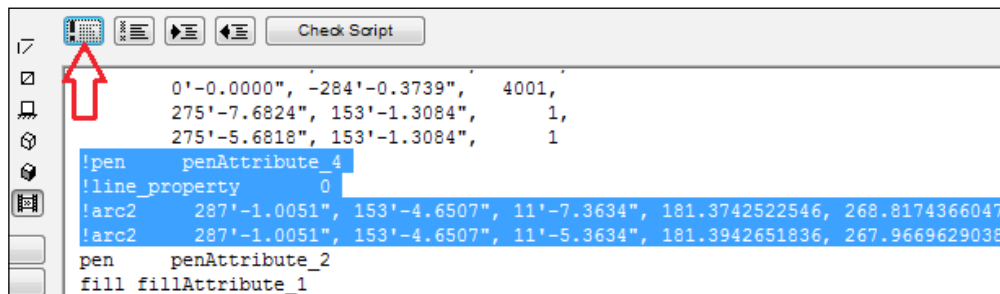 Check Script
0'-0.0000", -284'-0.3739", 4001,
275'-7.6824", 153'-1.3084", 1,
275'-5.6818", 153'-1.3084", 1
!pen penAttribute_4
!line_property 0
!arc2 287'-1.0051", 153'-4.6507", 11'-7.3634", 181.3742522546, 268.8174366047
!arc2 287'-1.0051", 153'-4.6507", 11'-5.3634", 181.3942651836, 267.9669629038
pen penAttribute_2
fill fillAttribute_1